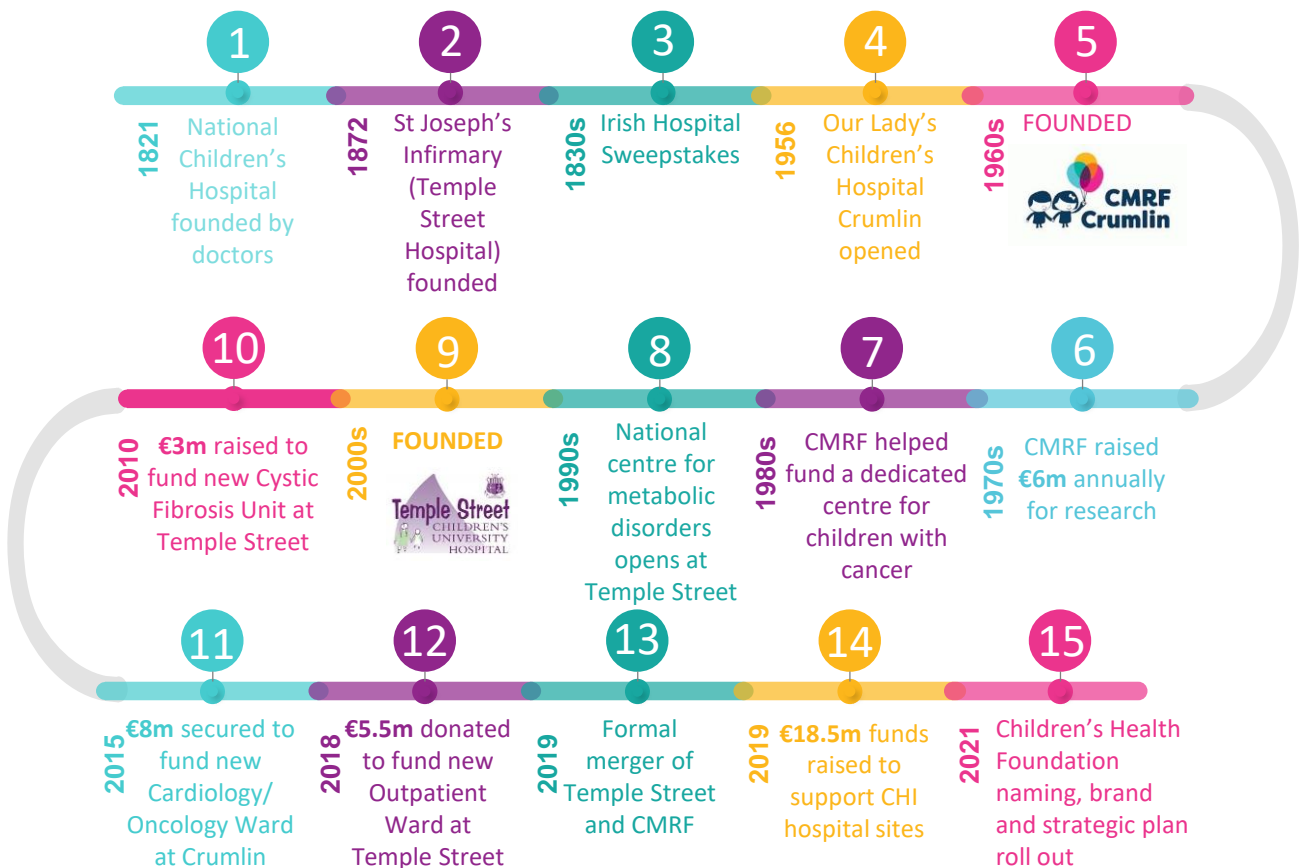 1
1821
National
Children's
Hospital
founded by
doctors
2
1872
St Joseph's
Infirmary
(Temple
Street
Hospital)
founded
3
1830s
Irish Hospital
Sweepstakes
4
1956
Our Lady's
Children's
Hospital
Crumlin
opened
5
1960s
FOUNDED
CMRF
Crumlin
6
1970s
CMRF raised
€6m annually
for research
7
1980s
CMRF helped
fund a dedicated
centre for
children with
cancer
8
1990s
National
centre for
metabolic
disorders
opens at
Temple Street
9
2000s
FOUNDED
Temple Street
CHILDREN'S
UNIVERSITY
HOSPITAL
10
2010
€3m raised to
fund new Cystic
Fibrosis Unit at
Temple Street
11
2015
€8m secured to
fund new
Cardiology/
Oncology Ward
at Crumlin
12
2018
€5.5m donated
to fund new
Outpatient
Ward at
Temple Street
13
2019
Formal
merger of
Temple Street
and CMRF
14
2019
€18.5m funds
raised to
support CHI
hospital sites
15
2021
Children's Health
Foundation
naming, brand
and strategic plan
roll out